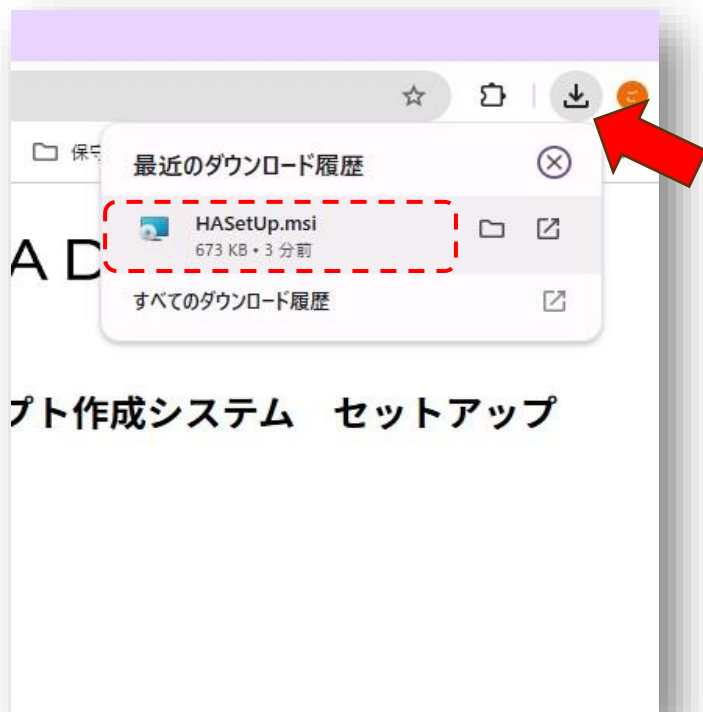 保守
最近のダウンロード履歴
HASetUp.msi
673 KB • 3 分前
A D
すべてのダウンロード履歴
プト作成システム　セットアップ